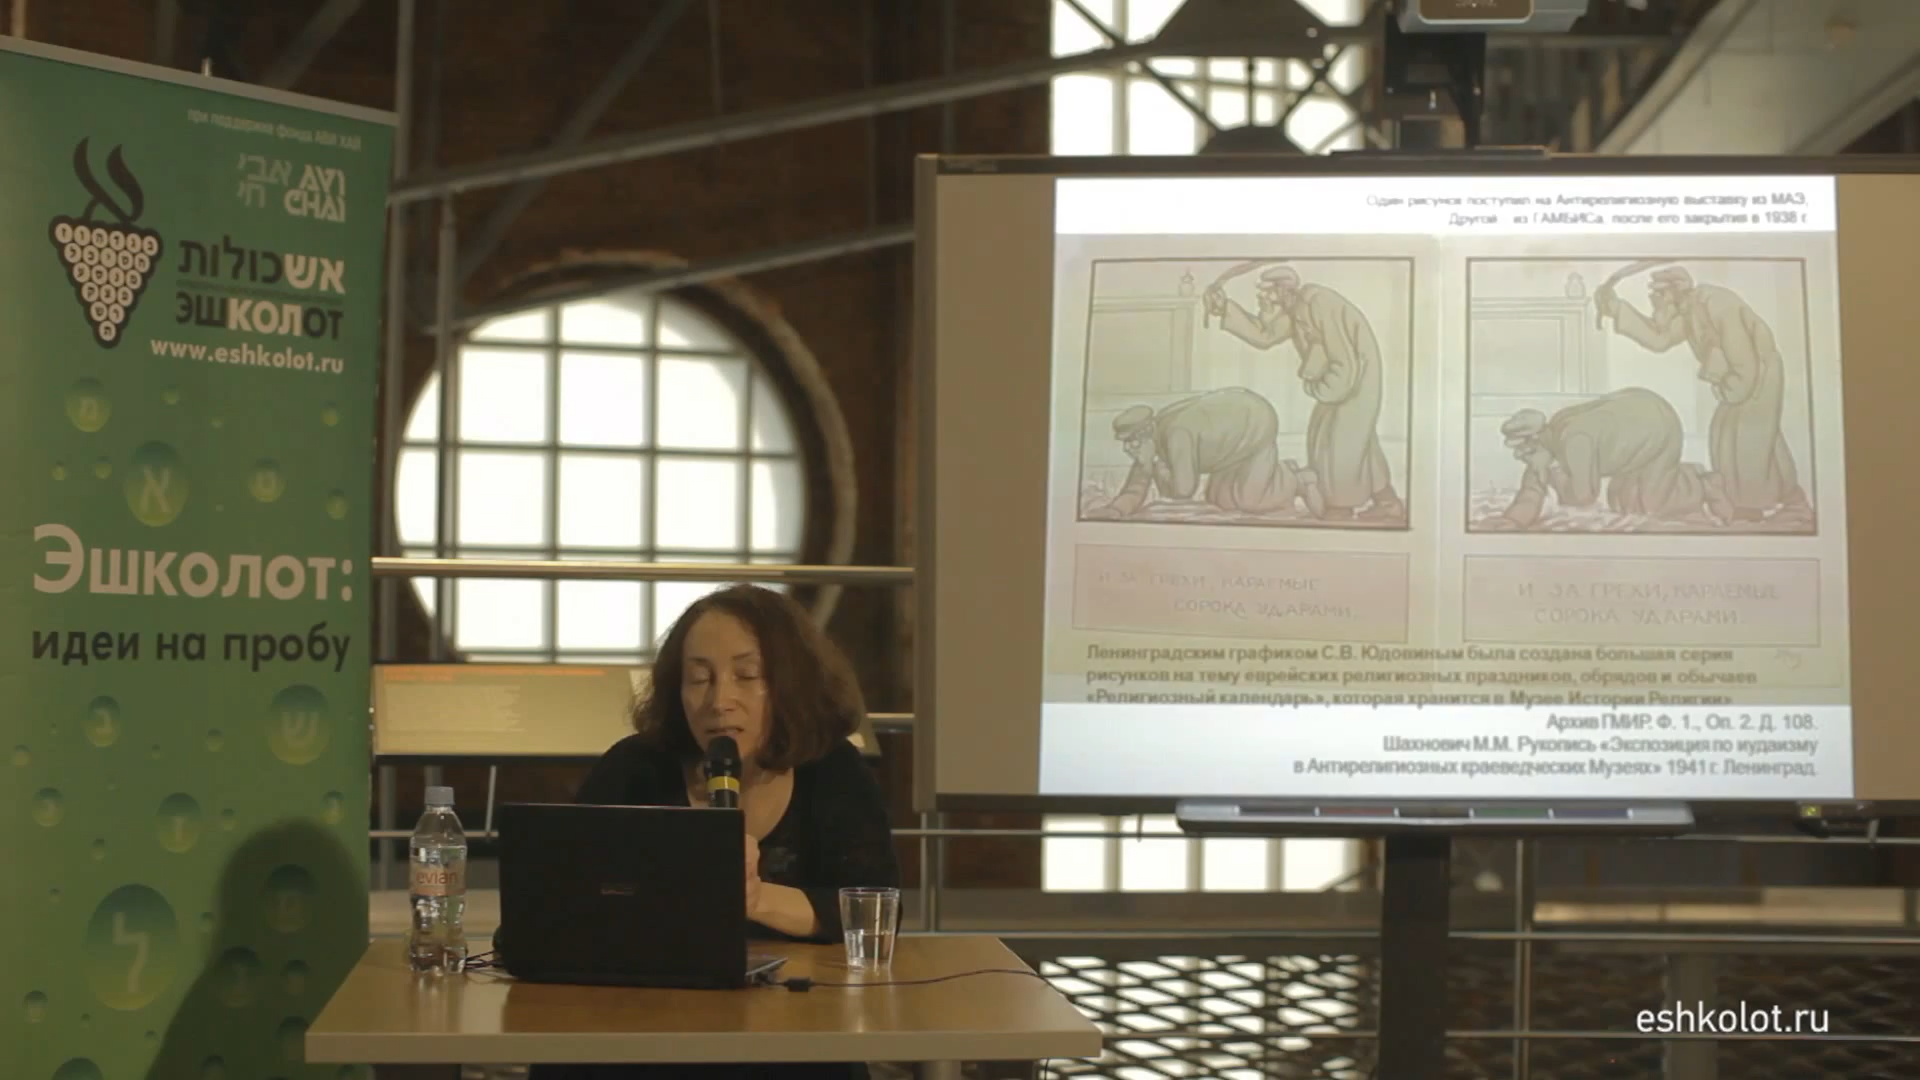 при поддержке фонда АВИ ХАЙ
אבי AVI
חי CHAI
אשכולות
ЭШКОЛОТ
www.eshkolot.ru
Эшколот:
идеи на пробу
Один рисунок поступил на Антирелигиозную выставку из МАЭ,
Другой из ГАМБИСа, после его закрытия в 1938 г.
И ЗА ГРЕХИ, КАРАЕМЫЕ
СОРОКА УДАРАМИ.
И ЗА ГРЕХИ, КАРАЕМЫЕ
СОРОКА УДАРАМИ.
Ленинградским графиком С.В. Юдовиным была создана большая серия
рисунков на тему еврейских религиозных праздников, обрядов и обычаев
«Религиозный календарь», которая хранится в Музее Истории Религии»
Архив ГМИР. Ф. 1., Оп. 2. Д. 108.
Шахнович М.М. Рукопись «Экспозиция по иудаизму
в Антирелигиозных краеведческих Музеях» 1941 г. Ленинград.
evian
eshkolot.ru